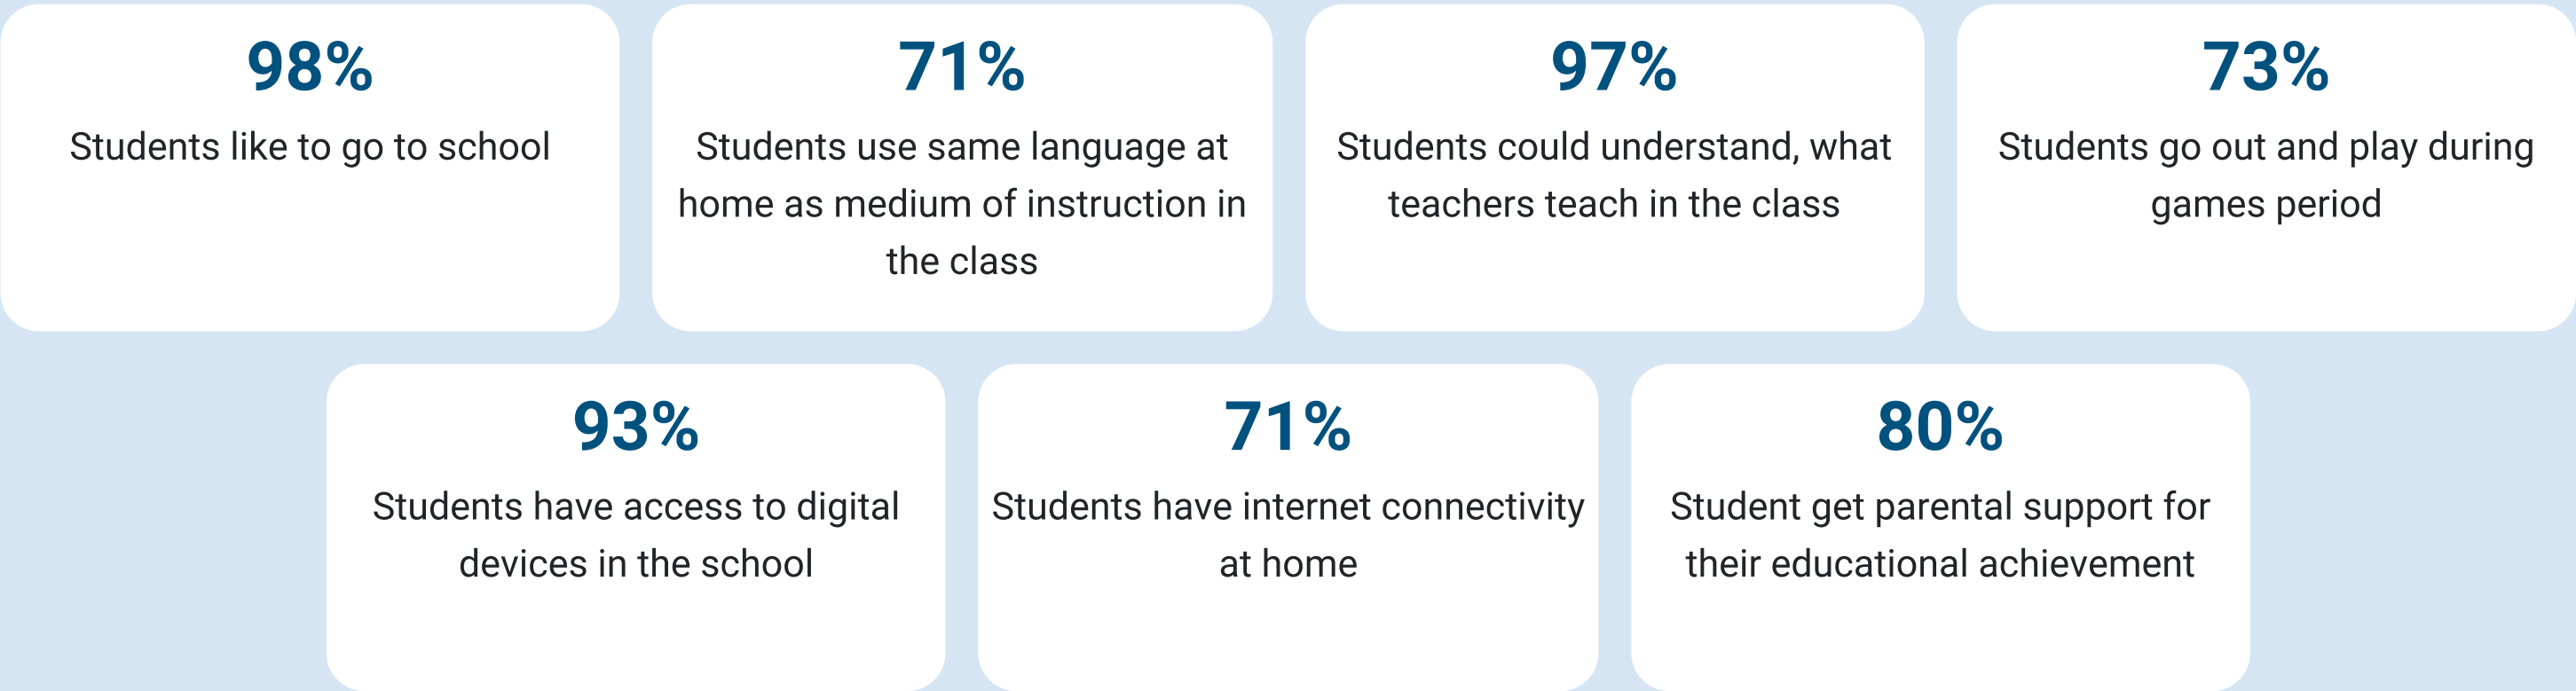 98%
Students like to go to school
71%
Students use same language at
home as medium of instruction in
the class
97%
Students could understand, what
teachers teach in the class
73%
Students go out and play during
games period
93%
Students have access to digital
devices in the school
71%
Students have internet connectivity
at home
80%
Student get parental support for
their educational achievement